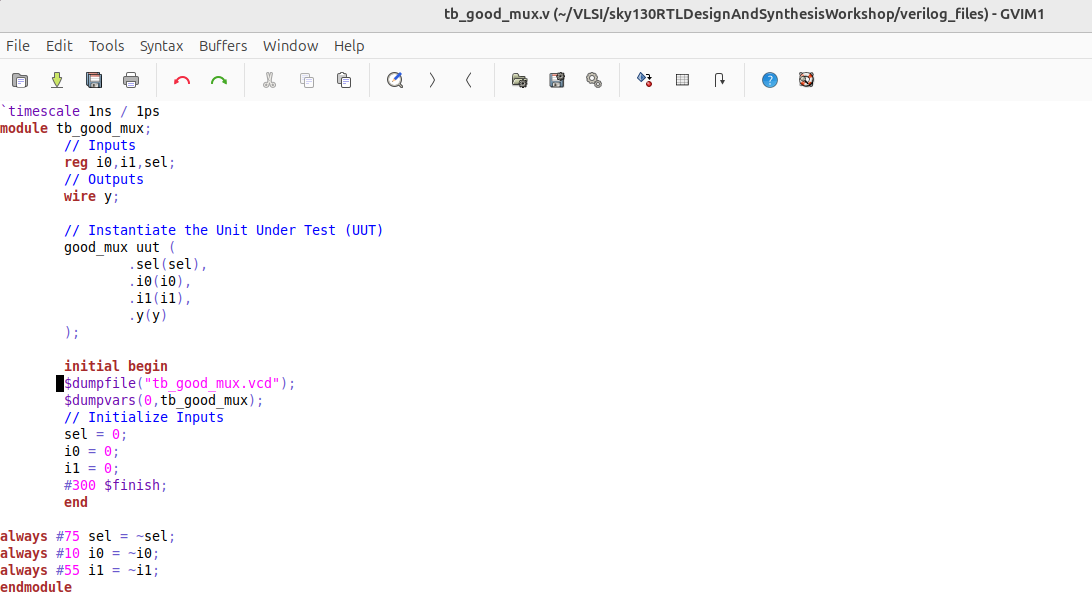 tb_good_mux.v (~/VLSI/sky130RTLDesignAndSynthesisWorkshop/verilog_files) - GVIM1
File Edit Tools Syntax Buffers Window Help
`timescale 1ns / 1ps
module tb_good_mux;
        // Inputs
        reg i0,i1,sel;
        // Outputs
        wire y;

        // Instantiate the Unit Under Test (UUT)
        good_mux uut (
                .sel(sel),
                .i0(i0),
                .i1(i1),
                .y(y)
        );

        initial begin
        $dumpfile("tb_good_mux.vcd");
        $dumpvars(0,tb_good_mux);
        // Initialize Inputs
        sel = 0;
        i0 = 0;
        i1 = 0;
        #300 $finish;
        end

always #75 sel = ~sel;
always #10 i0 = ~i0;
always #55 i1 = ~i1;
endmodule